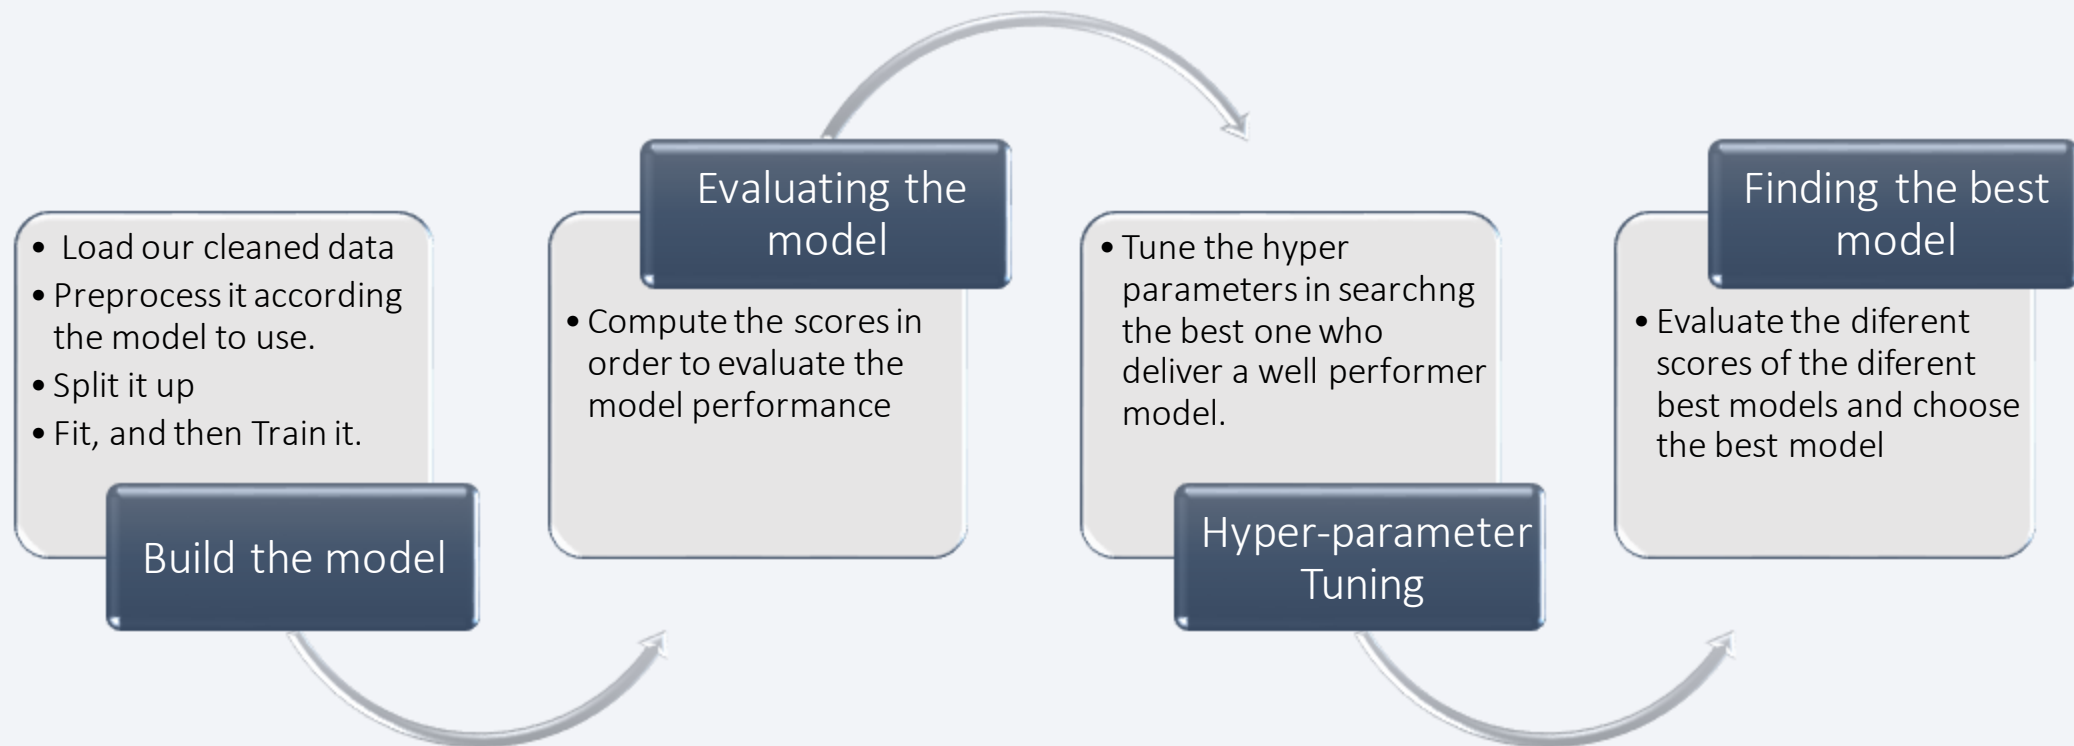 • Load our cleaned data
• Preprocess it according
the model to use.
• Split it up
• Fit, and then Train it.
Build the model
Evaluating the
model
• Compute the scores in
order to evaluate the
model performance
• Tune the hyper
parameters in searchng
the best one who
deliver a well performer
model.
Hyper-parameter
Tuning
Finding the best
model
• Evaluate the diferent
scores of the diferent
best models and choose
the best model